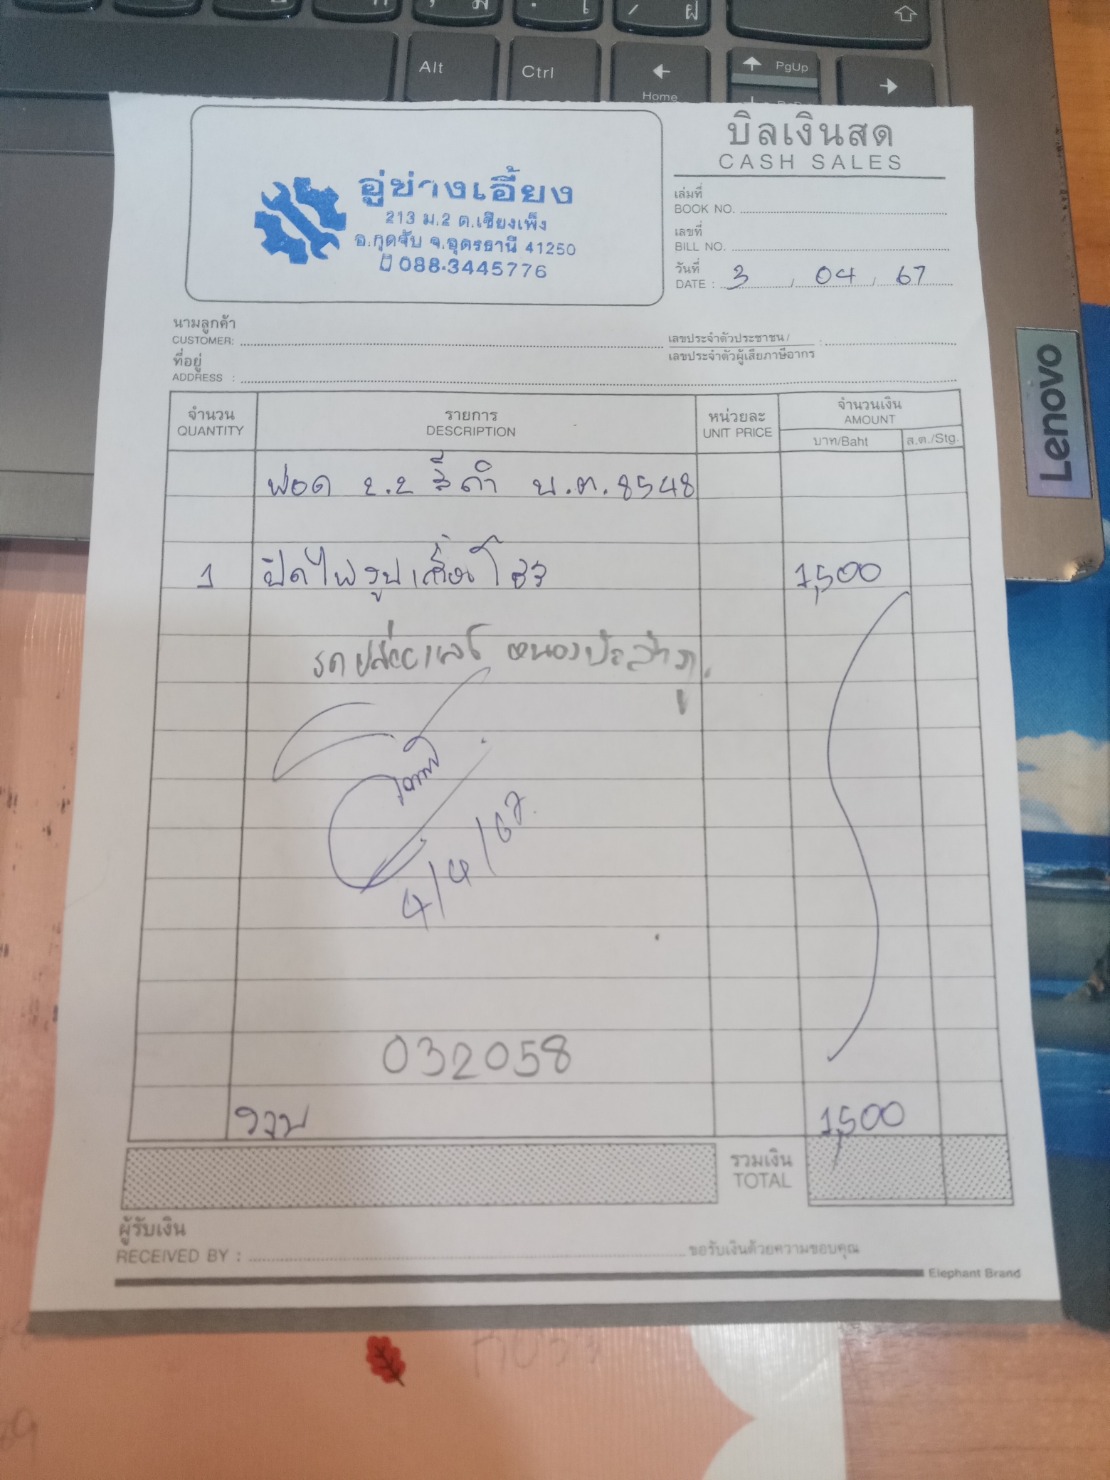 Alt
Ctrl
Home
PgUp
บิลเงินสด
CASH SALES
อู่ช่างเอี้ยง
213 ม.2 ต.เชียงเพ็ง
อ.กุดจับ จ.อุดรธานี 41250
088-3445776
เล่มที่
BOOK NO.
เลขที่
BILL NO.
วันที่
DATE : 3 / 04 / 67
นามลูกค้า
CUSTOMER:
เลขประจำตัวประชาชน /
เลขประจำตัวผู้เสียภาษีอากร
ที่อยู่
ADDRESS :
จำนวน
QUANTITY
รายการ
DESCRIPTION
หน่วยละ
UNIT PRICE
จำนวนเงิน
AMOUNT
บาท/Baht
ส.ต./Stg.
ฟอด 2.2 สีดำ บ.ต. 8548
1 1,500
4/4/67
032058
รวม 1,500
รวมเงิน
TOTAL
ผู้รับเงิน
RECEIVED BY :
ขอรับเงินด้วยความขอบคุณ
Elephant Brand
Lenovo